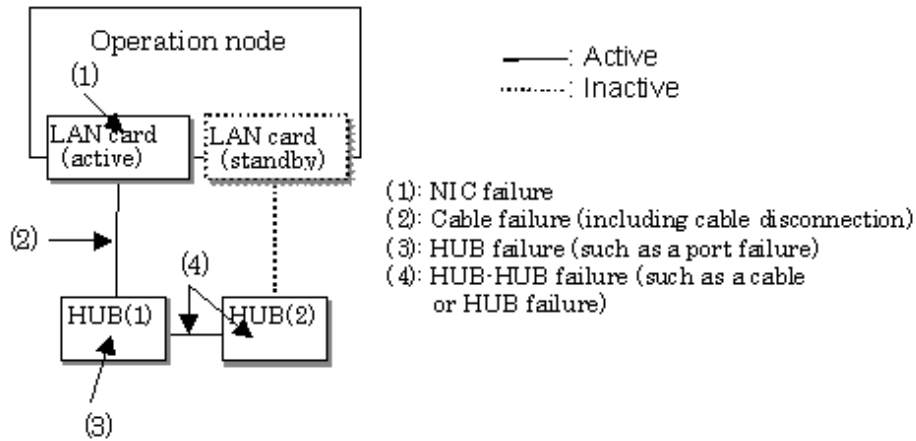 Operation node
(1)
LAN card
(active)
LAN card
(standby)
: Active
: Inactive
(2)
(4)
HUB(1)
HUB(2)
(3)
(1): NIC failure
(2): Cable failure (including cable disconnection)
(3): HUB failure (such as a port failure)
(4): HUB-HUB failure (such as a cable
or HUB failure)